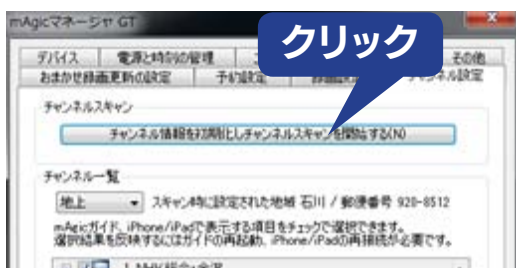 mAgicマネージャ GT
クリック
デバイス 電源と時刻の管理 その他
おまかせ録画更新の設定 予約設定 チャンネル設定
チャンネルスキャン
チャンネル情報を初期化しチャンネルスキャンを開始する(N)
チャンネル一覧
地上 スキャン時に設定された地域 石川 / 郵便番号 920-8512
mAgicガイド、iPhone/iPadで表示する項目をチェックで選択できます。
選択結果を反映するにはガイドの再起動、iPhone/iPadの再接続が必要です。
1 NHK総合・金沢